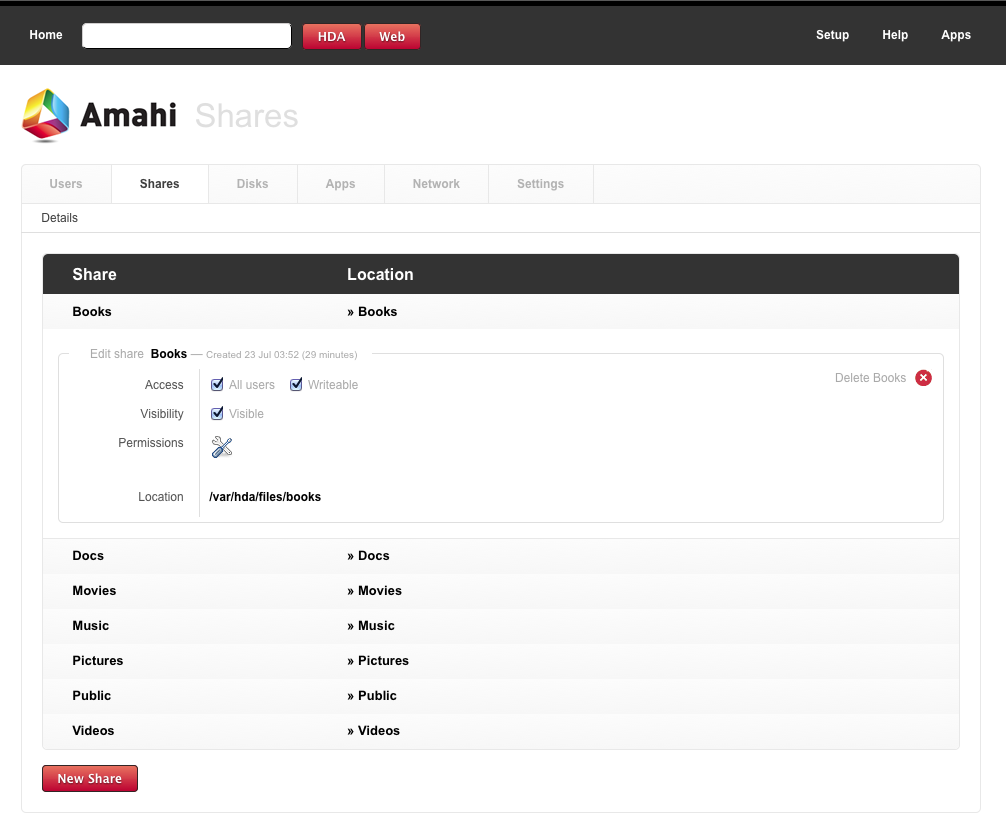 Home HDA Web Setup Help Apps
Amahi Shares
Users Shares Disks Apps Network Settings
Details
Share Location
Books » Books
Edit share Books — Created 23 Jul 03:52 (29 minutes)
Access All users Writeable Delete Books
Visibility Visible
Permissions
Location /var/hda/files/books
Docs » Docs
Movies » Movies
Music » Music
Pictures » Pictures
Public » Public
Videos » Videos
New Share